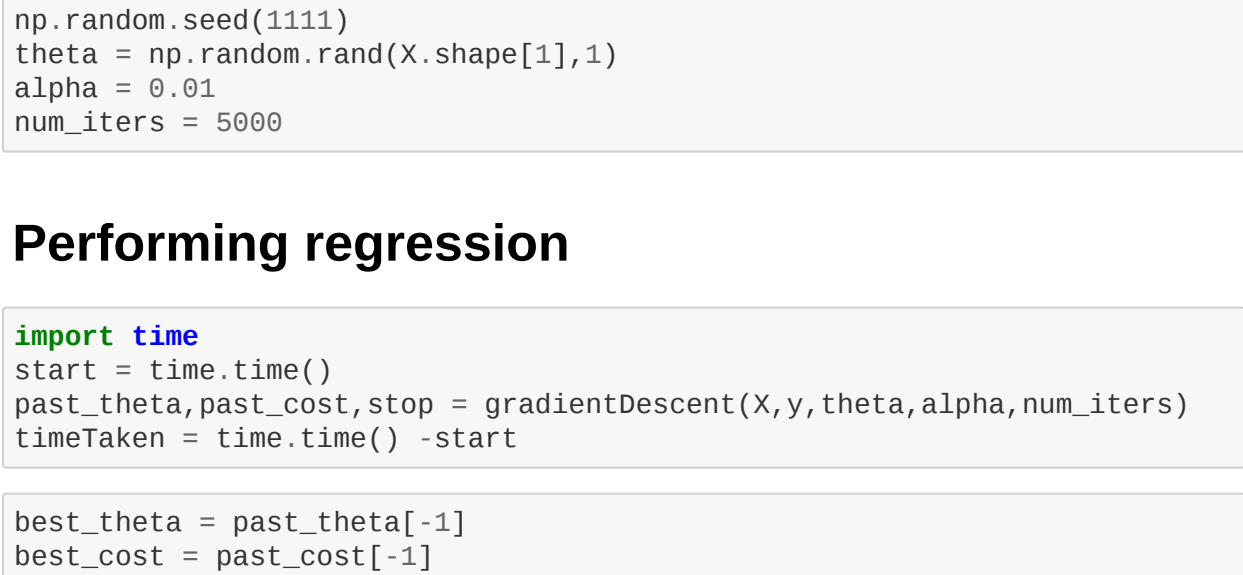 np.random.seed(1111)
theta = np.random.rand(X.shape[1],1)
alpha = 0.01
num_iters = 5000
Performing regression
import time
start = time.time()
past_theta,past_cost,stop = gradientDescent(X,y,theta,alpha,num_iters)
timeTaken = time.time() -start
best_theta = past_theta[-1]
best_cost = past_cost[-1]